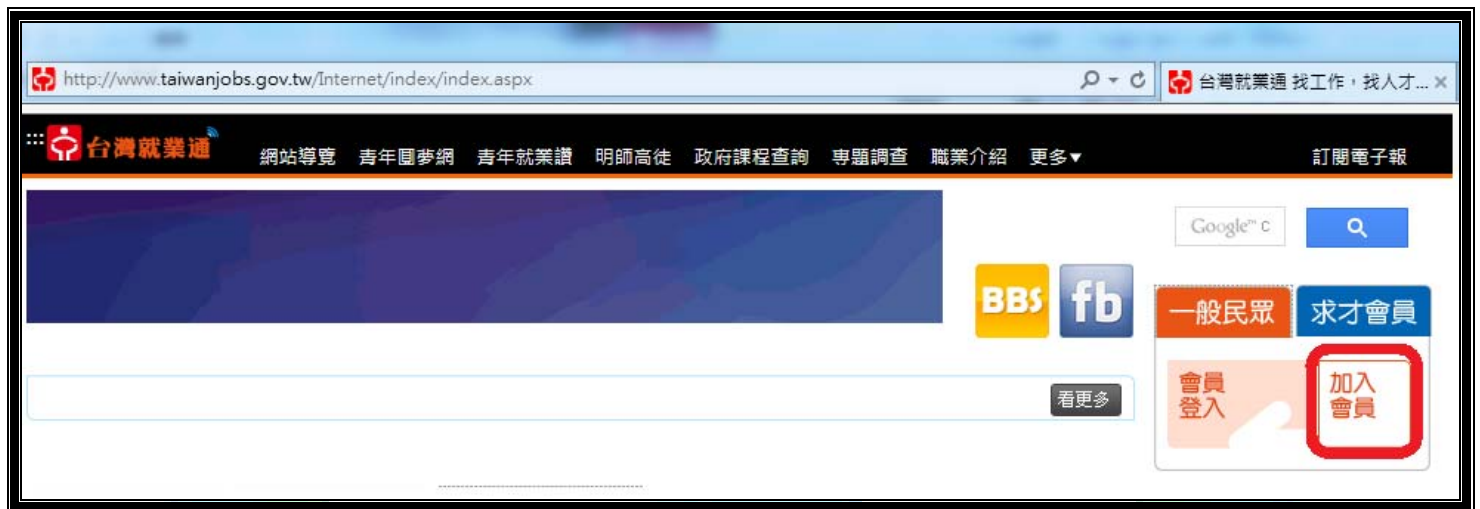 http://www.taiwanjobs.gov.tw/Internet/index/index.aspx
台灣就業通 找工作，找人才...
台灣就業通 網站導覽 青年圓夢網 青年就業讚 明師高徒 政府課程查詢 專題調查 職業介紹 更多▼ 訂閱電子報
Google™ C
BBS fb
一般民眾 求才會員
會員
登入
加入
會員
看更多